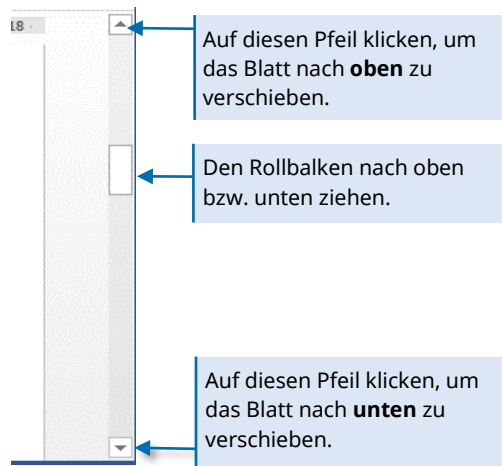 18
Auf diesen Pfeil klicken, um
das Blatt nach oben zu
verschieben.
Den Rollbalken nach oben
bzw. unten ziehen.
Auf diesen Pfeil klicken, um
das Blatt nach unten zu
verschieben.